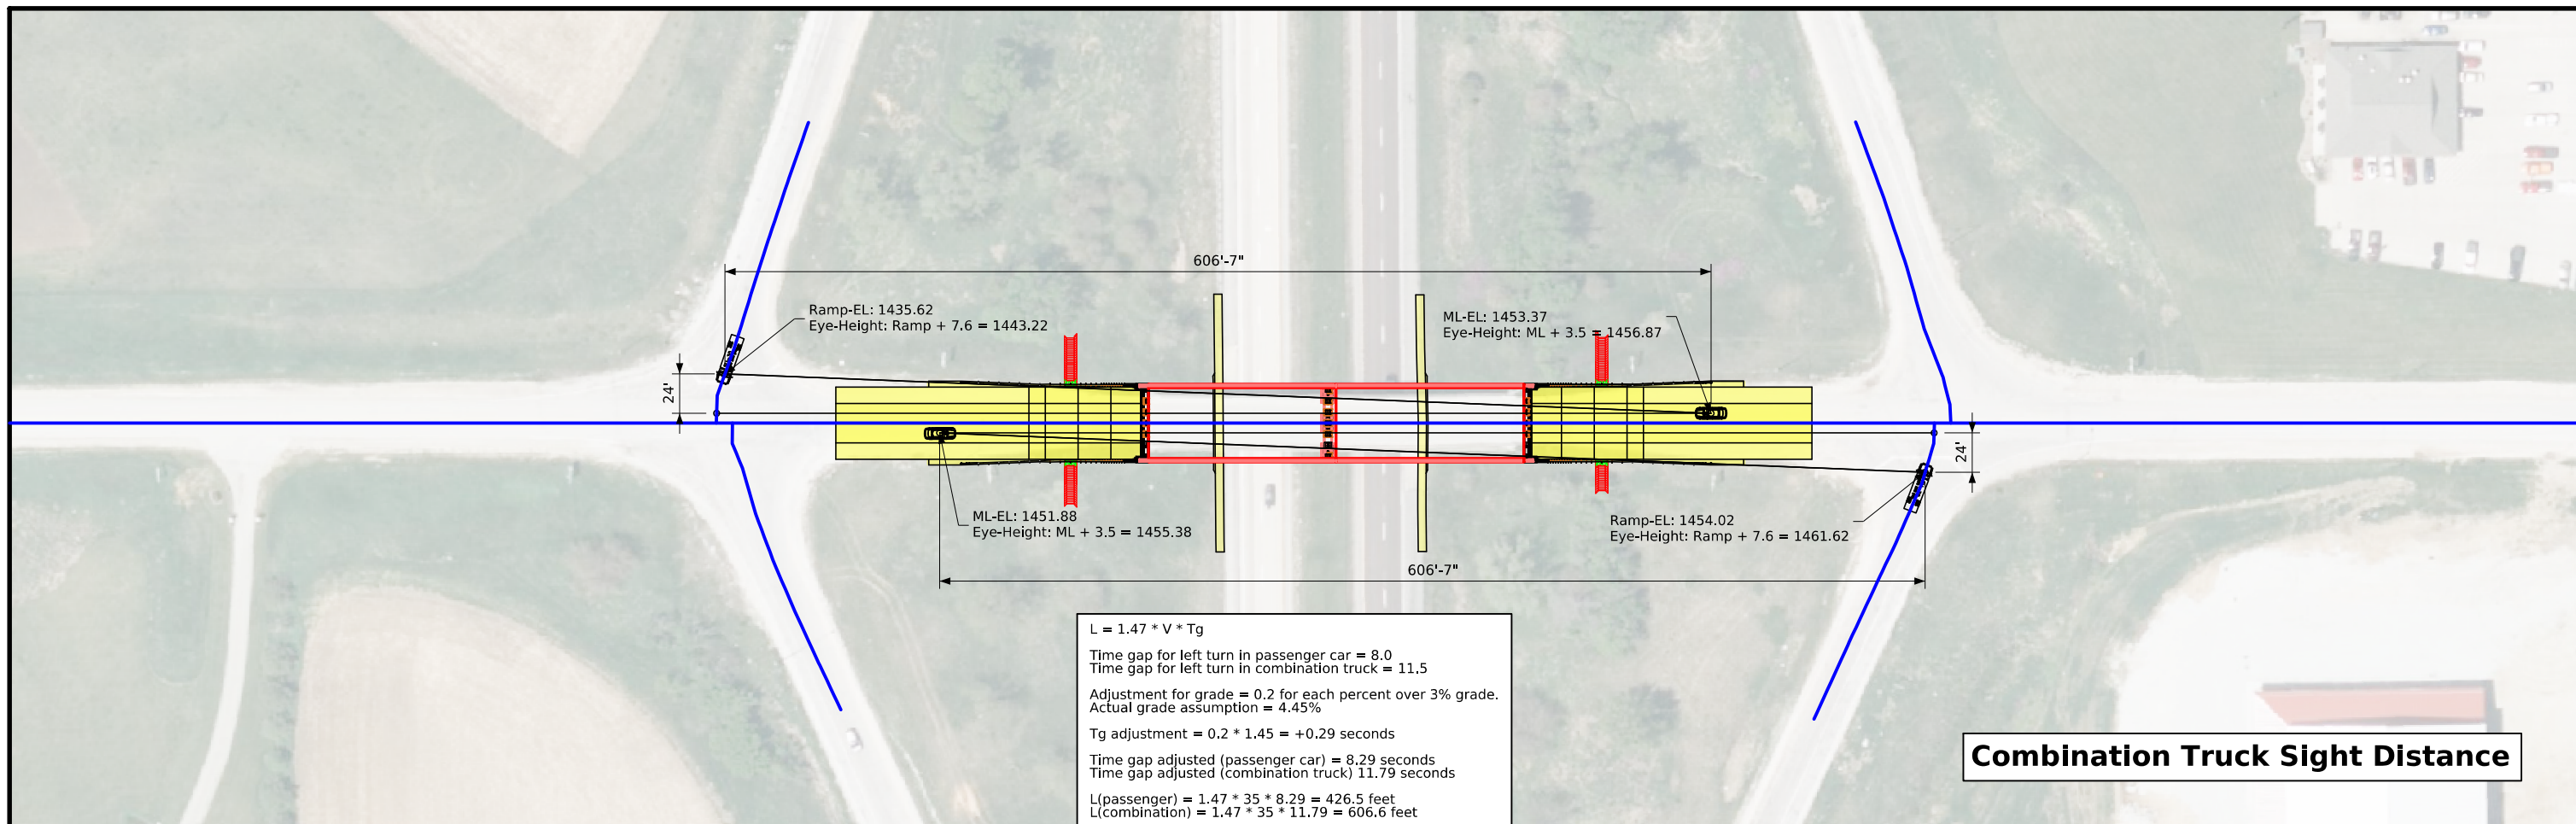 606'-7"
Ramp-EL: 1435.62
Eye-Height: Ramp + 7.6 = 1443.22
ML-EL: 1453.37
Eye-Height: ML + 3.5 = 1456.87
24'
24'
ML-EL: 1451.88
Eye-Height: ML + 3.5 = 1455.38
Ramp-EL: 1454.02
Eye-Height: Ramp + 7.6 = 1461.62
606'-7"
L = 1.47 * V * Tg
Time gap for left turn in passenger car = 8.0
Time gap for left turn in combination truck = 11.5
Adjustment for grade = 0.2 for each percent over 3% grade.
Actual grade assumption = 4.45%
Tg adjustment = 0.2 * 1.45 = +0.29 seconds
Time gap adjusted (passenger car) = 8.29 seconds
Time gap adjusted (combination truck) 11.79 seconds
L(passenger) = 1.47 * 35 * 8.29 = 426.5 feet
L(combination) = 1.47 * 35 * 11.79 = 606.6 feet
Combination Truck Sight Distance